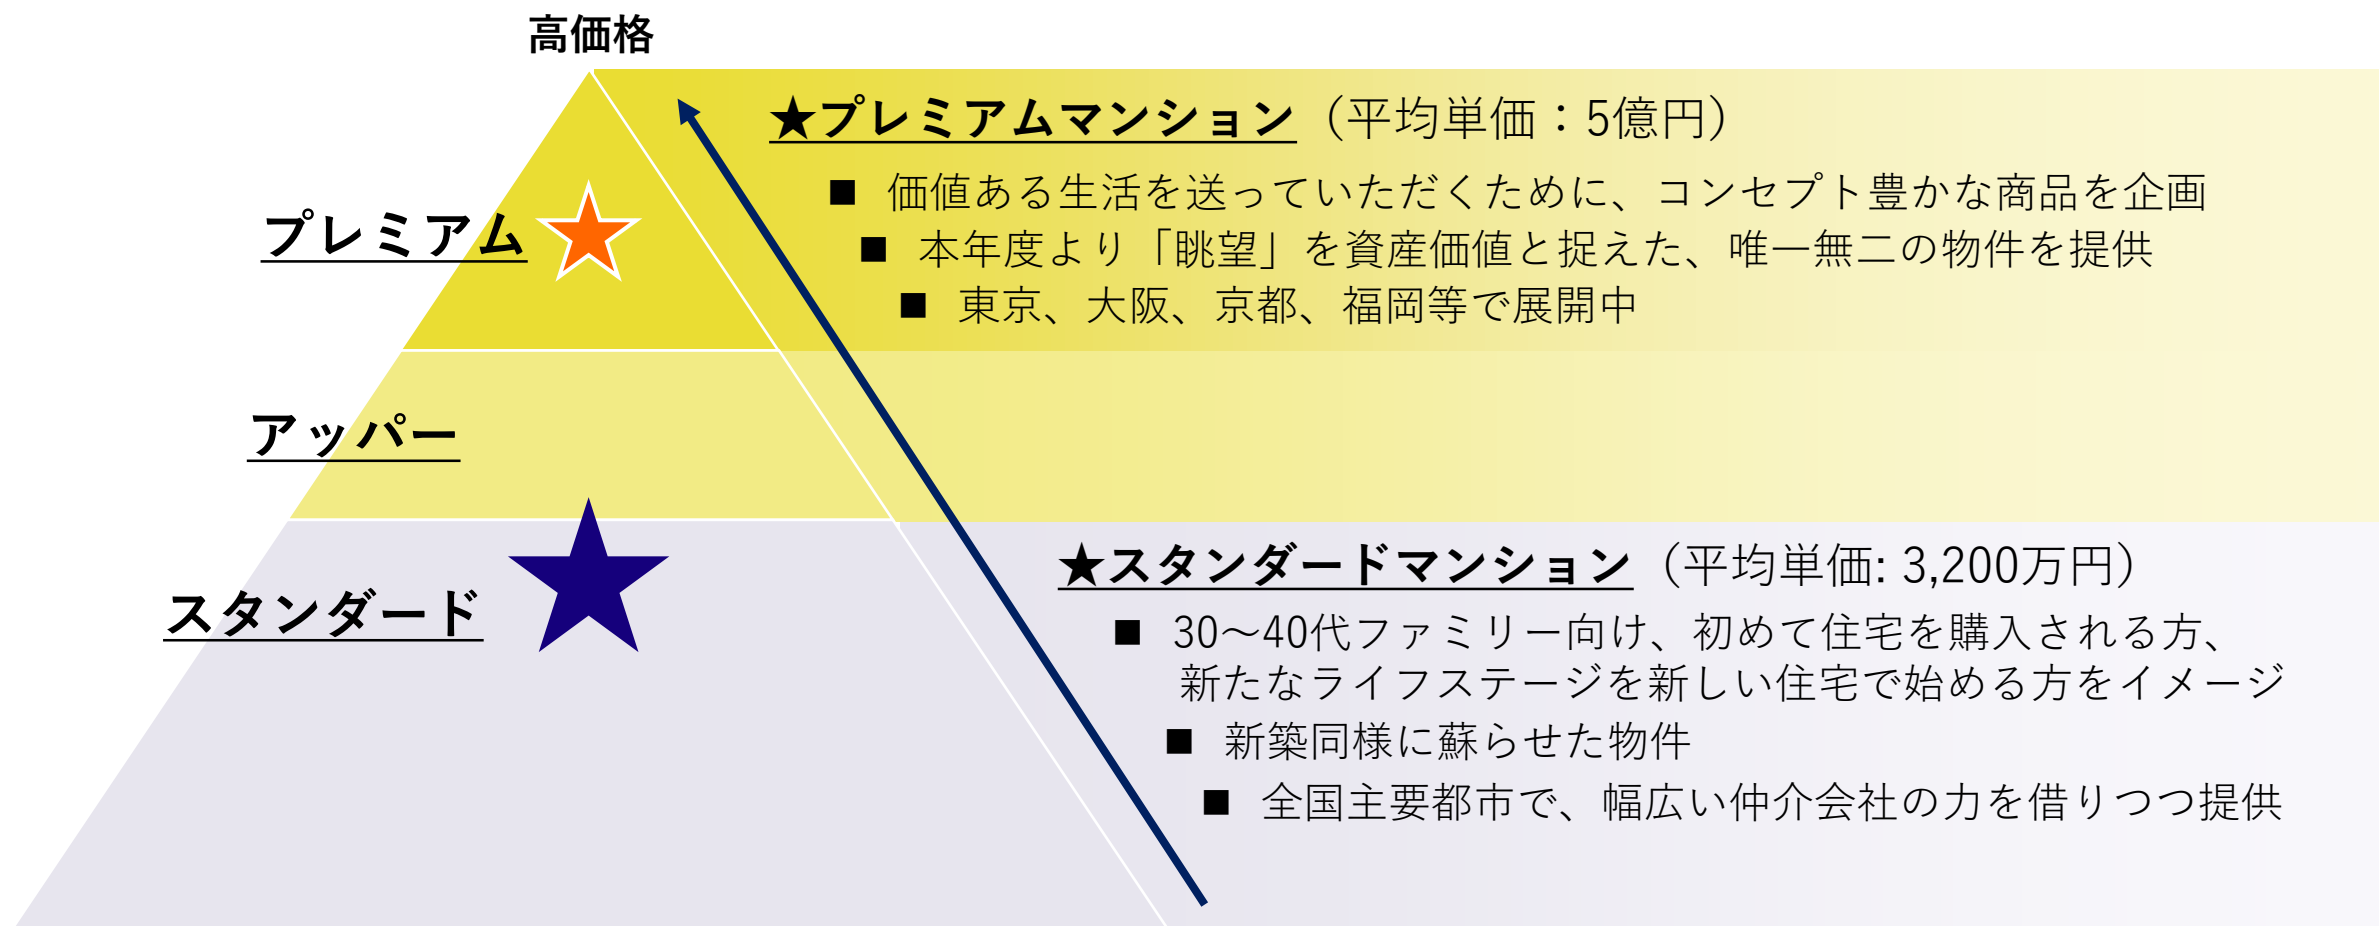 高価格
★プレミアムマンション（平均単価：5億円）
■ 価値ある生活を送っていただくために、コンセプト豊かな商品を企画
■ 本年度より「眺望」を資産価値と捉えた、唯一無二の物件を提供
■ 東京、大阪、京都、福岡等で展開中
プレミアム
アッパー
スタンダード
★スタンダードマンション（平均単価: 3,200万円）
■ 30～40代ファミリー向け、初めて住宅を購入される方、
新たなライフステージを新しい住宅で始める方をイメージ
■ 新築同様に蘇らせた物件
■ 全国主要都市で、幅広い仲介会社の力を借りつつ提供